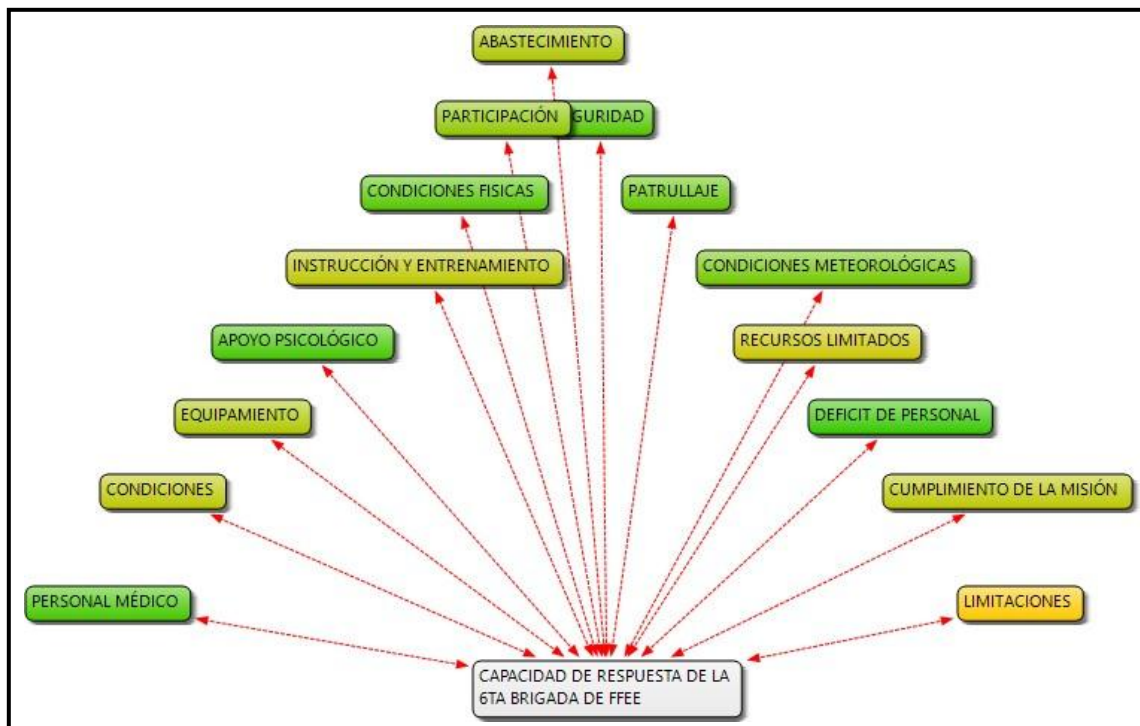 ABASTECIMIENTO
PARTICIPACIÓN
GURIDAD
CONDICIONES FISICAS
PATRULLAJE
INSTRUCCIÓN Y ENTRENAMIENTO
CONDICIONES METEOROLÓGICAS
APOYO PSICOLÓGICO
RECURSOS LIMITADOS
EQUIPAMIENTO
DEFICIT DE PERSONAL
CONDICIONES
CUMPLIMIENTO DE LA MISIÓN
PERSONAL MÉDICO
LIMITACIONES
CAPACIDAD DE RESPUESTA DE LA
6TA BRIGADA DE FFEE